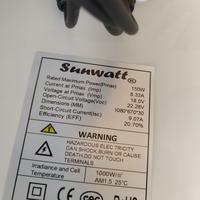 Sunwatt
Rated Maximum Power(Pmax) 150W
Current at Pmax (Imp) 8.33A
Voltage at Pmax (Vmp) 18.0V
Open-Circuit Voltage(Voc) 22.28V
Dimensions (MM) 1080*670*30
Short-Circuit Current(Isc) 9.07A
Efficiency (EFF) 20.70%
WARNING
HAZARDOUS ELECTRICITY
CAN SHOCK,BURN OR CAUSE
DEATH.DO NOT TOUCH
TERMINALS
Irradiance and Cell 1000W/㎡
Temperature AM1.5 25°C
CE